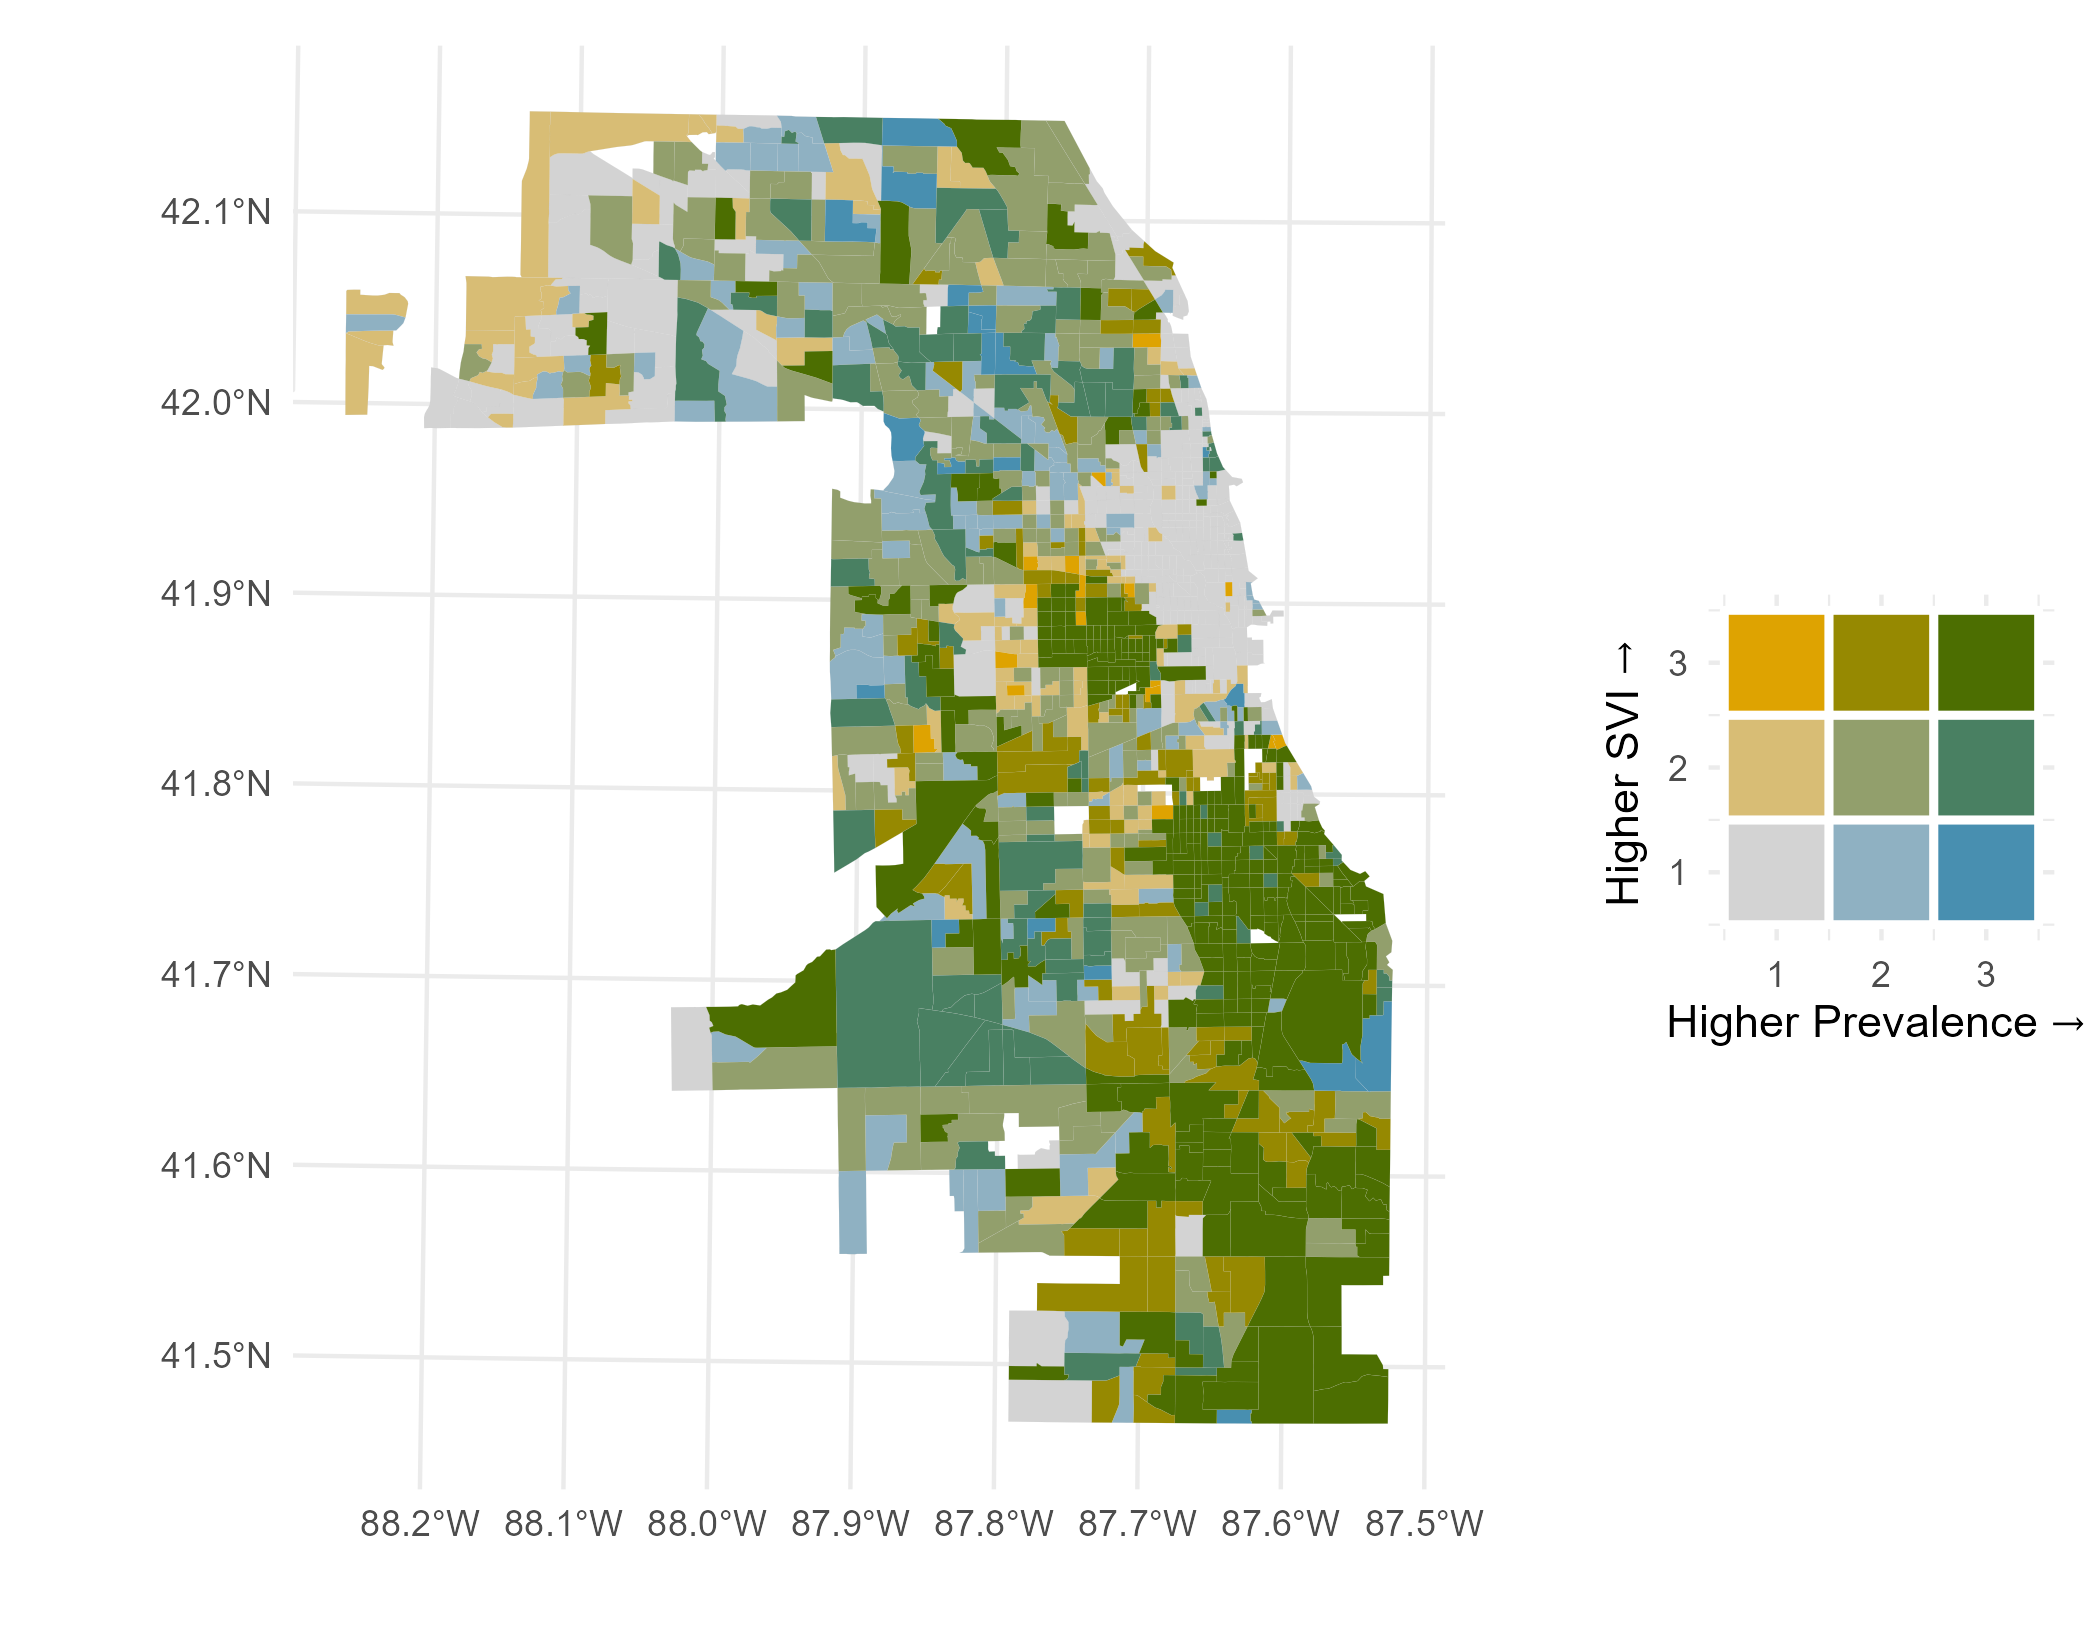 42.1°N
42.0°N
41.9°N
41.8°N
41.7°N
41.6°N
41.5°N
88.2°W 88.1°W 88.0°W 87.9°W 87.8°W 87.7°W 87.6°W 87.5°W
Higher SVI →
3
2
1
1 2 3
Higher Prevalence →